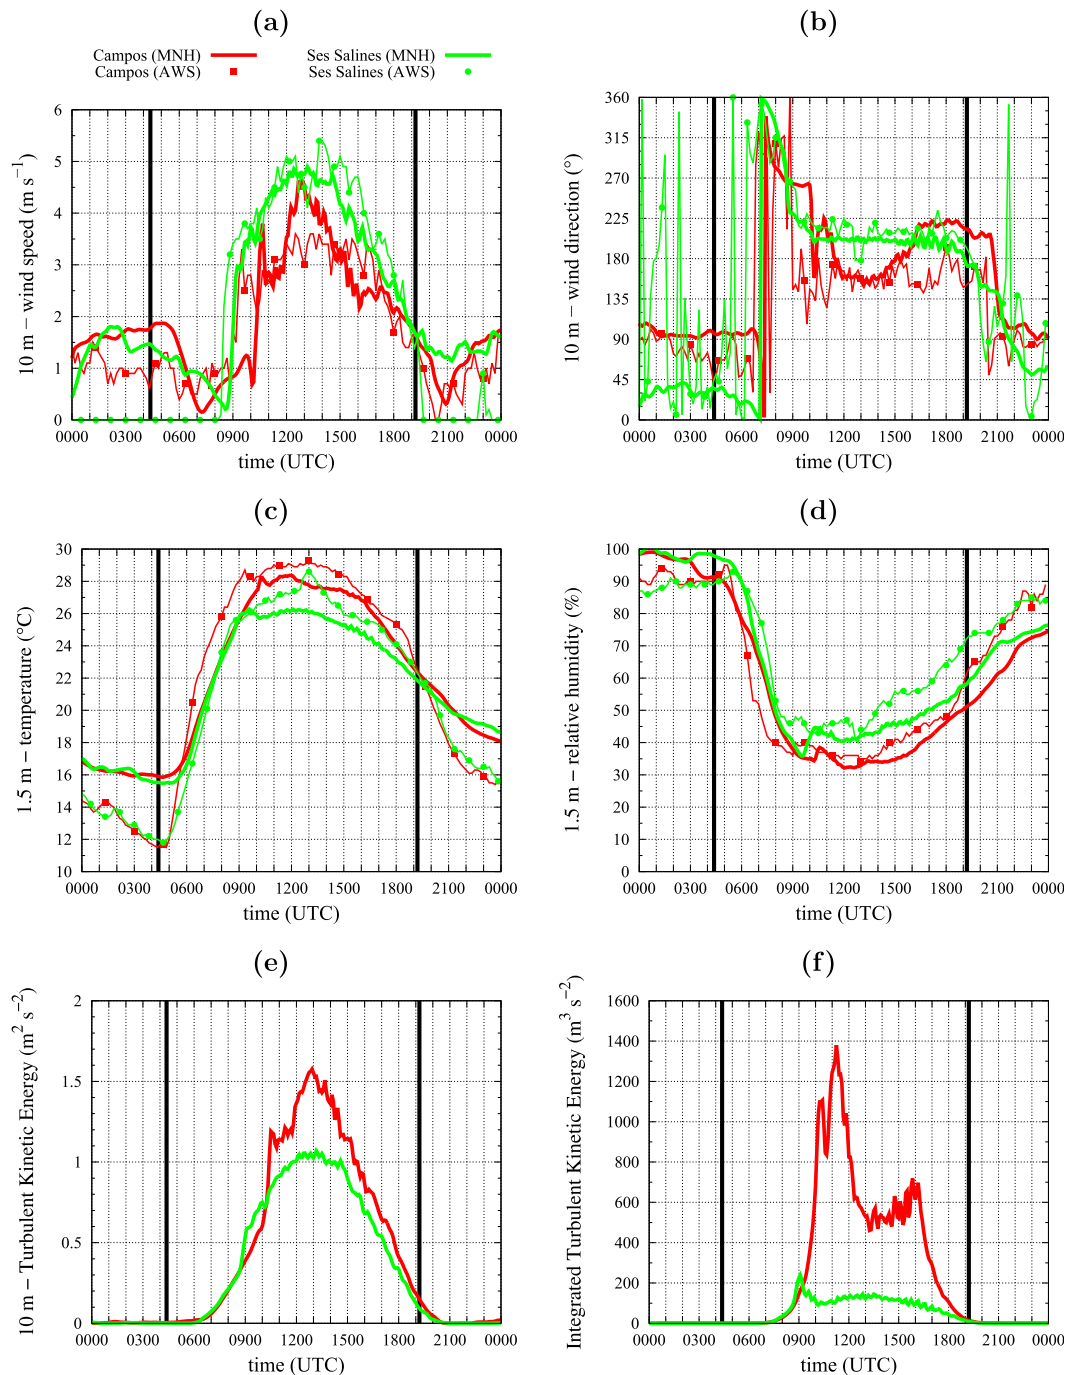 (a)
(b)
Campos (MNH)
Ses Salines (MNH)
Campos (AWS)
Ses Salines (AWS)
6
5
4
3
2
1
0
10 m – wind speed (m s⁻¹)
0000 0300 0600 0900 1200 1500 1800 2100 0000
time (UTC)
360
315
270
225
180
135
90
45
0
10 m – wind direction (°)
0000 0300 0600 0900 1200 1500 1800 2100 0000
time (UTC)
(c)
(d)
30
28
26
24
22
20
18
16
14
12
10
1.5 m – temperature (°C)
0000 0300 0600 0900 1200 1500 1800 2100 0000
time (UTC)
100
90
80
70
60
50
40
30
20
10
0
1.5 m – relative humidity (%)
0000 0300 0600 0900 1200 1500 1800 2100 0000
time (UTC)
(e)
(f)
2
1.5
1
0.5
0
10 m – Turbulent Kinetic Energy (m² s⁻²)
0000 0300 0600 0900 1200 1500 1800 2100 0000
time (UTC)
1600
1400
1200
1000
800
600
400
200
0
Integrated Turbulent Kinetic Energy (m³ s⁻²)
0000 0300 0600 0900 1200 1500 1800 2100 0000
time (UTC)